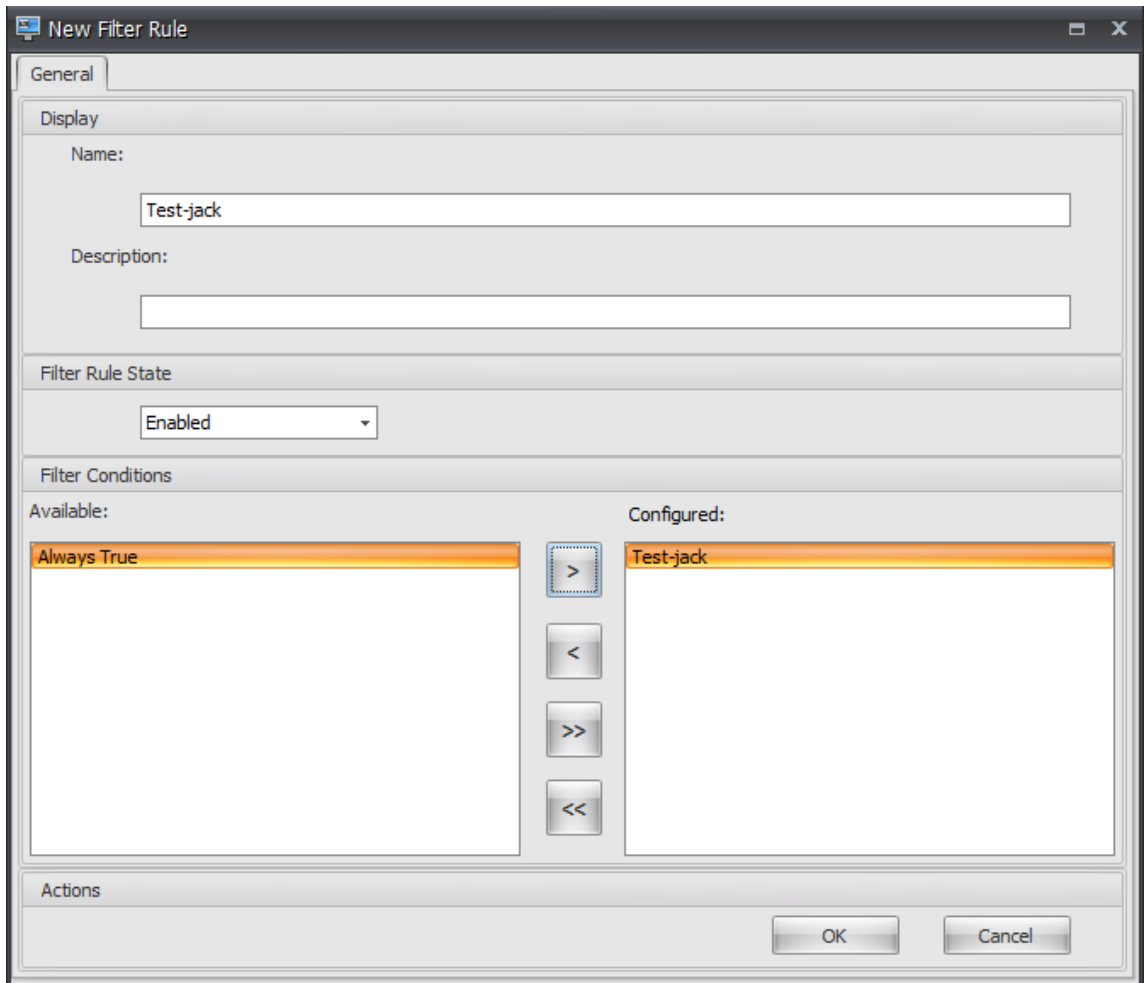 New Filter Rule
General
Display
Name:
Test-jack
Description:
Filter Rule State
Enabled
Filter Conditions
Available:
Configured:
Always True
>
Test-jack
<
>>
<<
Actions
OK
Cancel